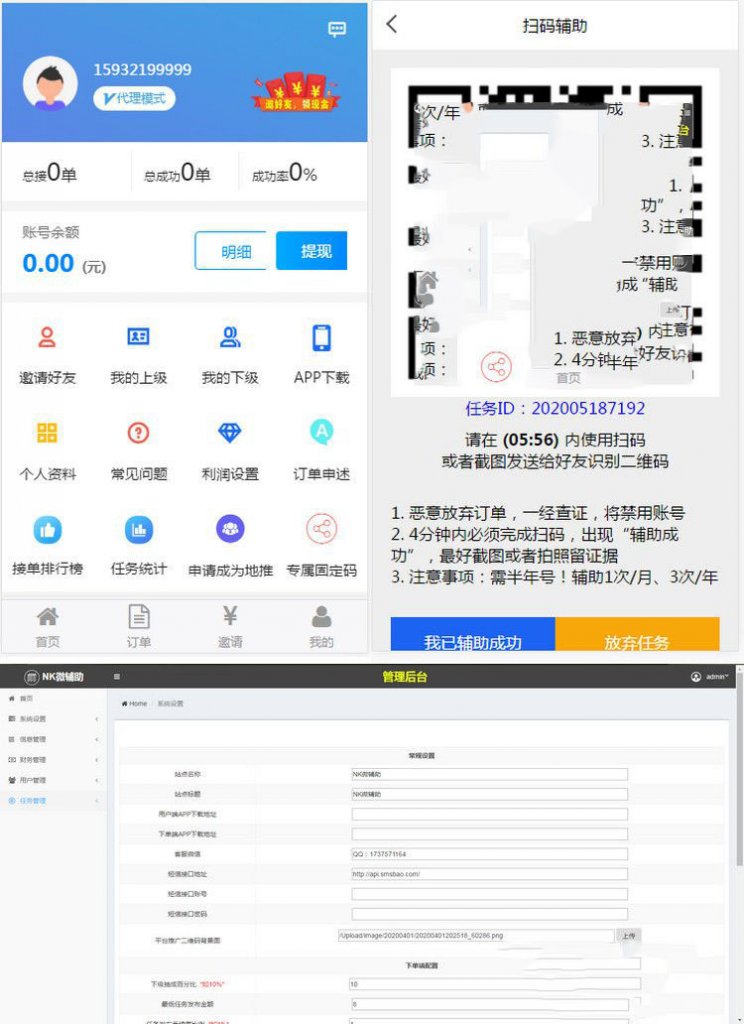 15932199999
代理模式
邀好友，领现金
总接0单
总成功0单
成功率0%
账号余额
0.00 (元)
明细
提现
邀请好友
我的上级
我的下级
APP下载
个人资料
常见问题
利润设置
订单申述
接单排行榜
任务统计
申请成为地推
专属固定码
首页
订单
邀请
我的
扫码辅助
次/年
成
项：
3. 注意
台
1.
功”，
3. 注意
一禁用
成“辅助
上传
1. 恶意放弃
) 内
注意
项：
2. 4分钟半年
好友识
项：
首页
任务ID：202005187192
请在 (05:56) 内使用扫码
或者截图发送给好友识别二维码
1. 恶意放弃订单，一经查证，将禁用账号
2. 4分钟内必须完成扫码，出现“辅助成
功”，最好截图或者拍照留证据
3. 注意事项：需半年号！辅助1次/月、3次/年
我已辅助成功
放弃任务
NK微辅助
管理后台
admin
首页
系统设置
信息管理
财务管理
用户管理
任务管理
Home / 系统设置
常规设置
站点名称
NK微辅助
站点标题
NK微辅助
用户端APP下载地址
下单端APP下载地址
客服微信
QQ：1737571164
短信接口地址
http://api.smsbao.com/
短信接口账号
短信接口密码
平台推广二维码背景图
/Upload/image/20200401/20200401202518_60286.png
上传
下单端配置
下级抽成百分比 "如10%"
10
最低任务发布金额
8